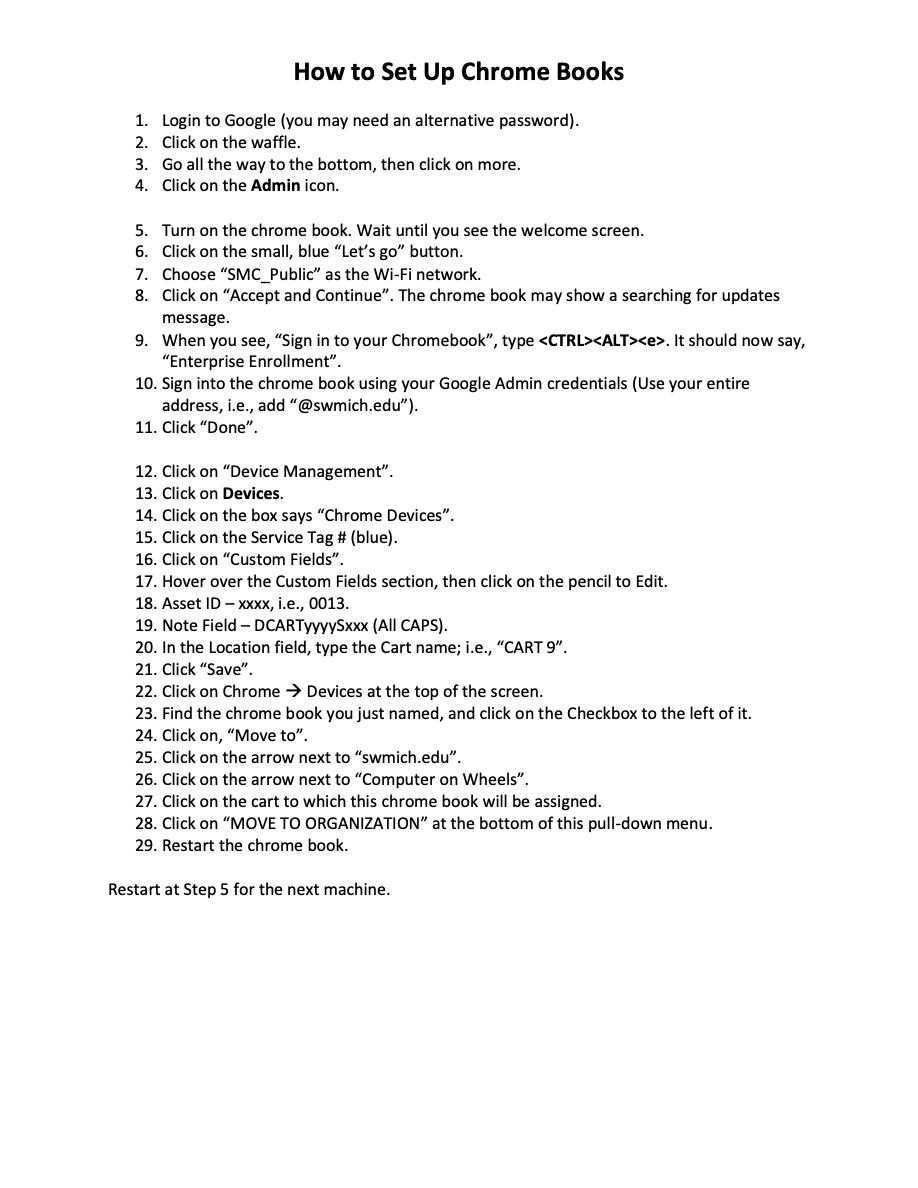 How to Set Up Chrome Books
1. Login to Google (you may need an alternative password).
2. Click on the waffle.
3. Go all the way to the bottom, then click on more.
4. Click on the Admin icon.
5. Turn on the chrome book. Wait until you see the welcome screen.
6. Click on the small, blue “Let’s go” button.
7. Choose “SMC_Public” as the Wi-Fi network.
8. Click on “Accept and Continue”. The chrome book may show a searching for updates
message.
9. When you see, “Sign in to your Chromebook”, type <CTRL><ALT><e>. It should now say,
“Enterprise Enrollment”.
10. Sign into the chrome book using your Google Admin credentials (Use your entire
address, i.e., add “@swmich.edu”).
11. Click “Done”.
12. Click on “Device Management”.
13. Click on Devices.
14. Click on the box says “Chrome Devices”.
15. Click on the Service Tag # (blue).
16. Click on “Custom Fields”.
17. Hover over the Custom Fields section, then click on the pencil to Edit.
18. Asset ID – xxxx, i.e., 0013.
19. Note Field – DCARTyyyySxxx (All CAPS).
20. In the Location field, type the Cart name; i.e., “CART 9”.
21. Click “Save”.
22. Click on Chrome → Devices at the top of the screen.
23. Find the chrome book you just named, and click on the Checkbox to the left of it.
24. Click on, “Move to”.
25. Click on the arrow next to “swmich.edu”.
26. Click on the arrow next to “Computer on Wheels”.
27. Click on the cart to which this chrome book will be assigned.
28. Click on “MOVE TO ORGANIZATION” at the bottom of this pull-down menu.
29. Restart the chrome book.
Restart at Step 5 for the next machine.